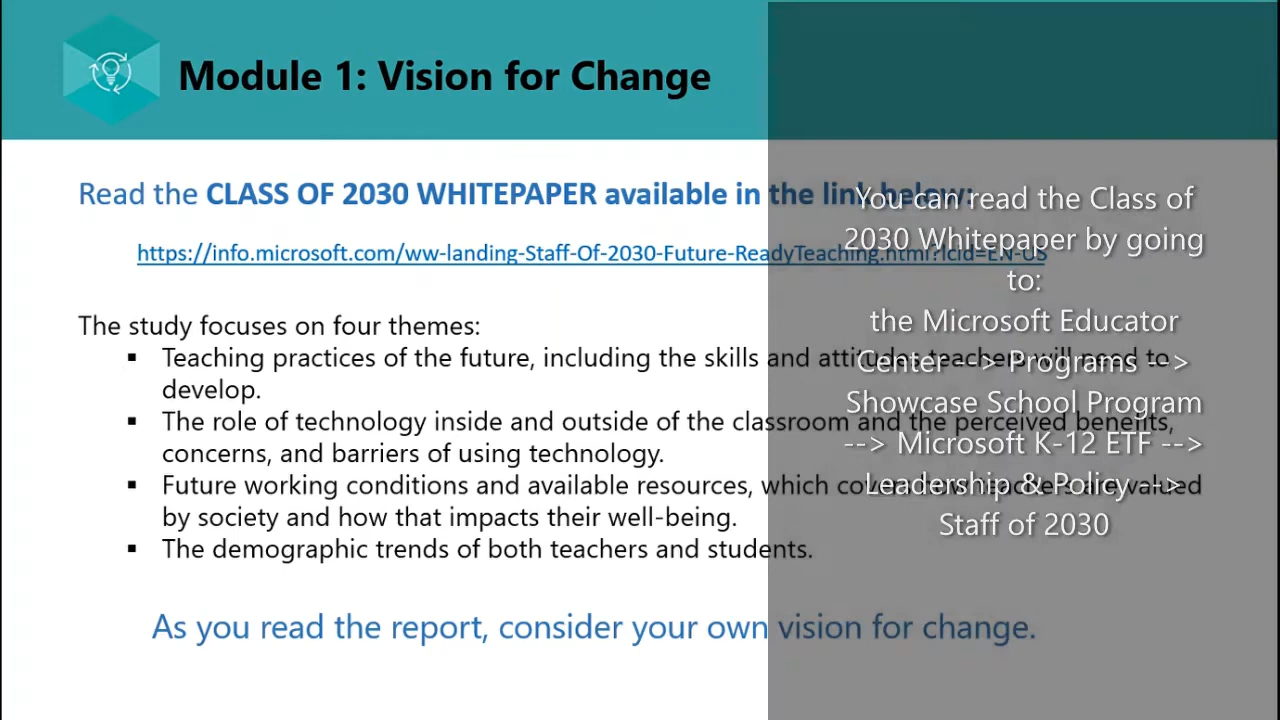 Module 1: Vision for Change
Read the CLASS OF 2030 WHITEPAPER available in the link below:
https://info.microsoft.com/ww-landing-Staff-Of-2030-Future-ReadyTeaching.html?lcid=EN-US
The study focuses on four themes:
▪ Teaching practices of the future, including the skills and attitudes teachers will need to
develop.
▪ The role of technology inside and outside of the classroom and the perceived benefits,
concerns, and barriers of using technology.
▪ Future working conditions and available resources, which covers how teachers are valued
by society and how that impacts their well-being.
▪ The demographic trends of both teachers and students.
As you read the report, consider your own vision for change.
You can read the Class of
2030 Whitepaper by going
to:
the Microsoft Educator
Center --> Programs -->
Showcase School Program
--> Microsoft K-12 ETF -->
Leadership & Policy -->
Staff of 2030